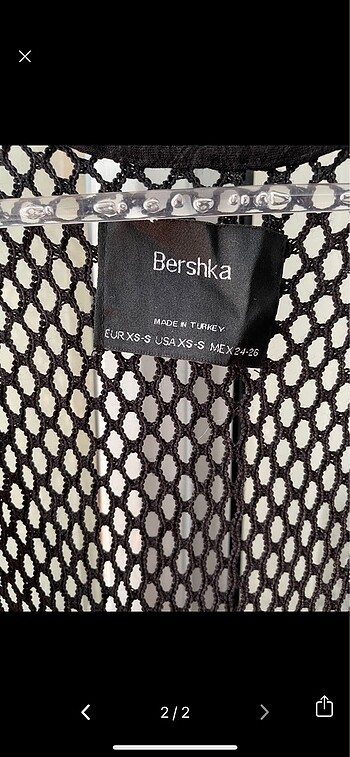 Bershka
MADE IN TURKEY
EUR XS-S USA XS-S MEX 24-26
2/2